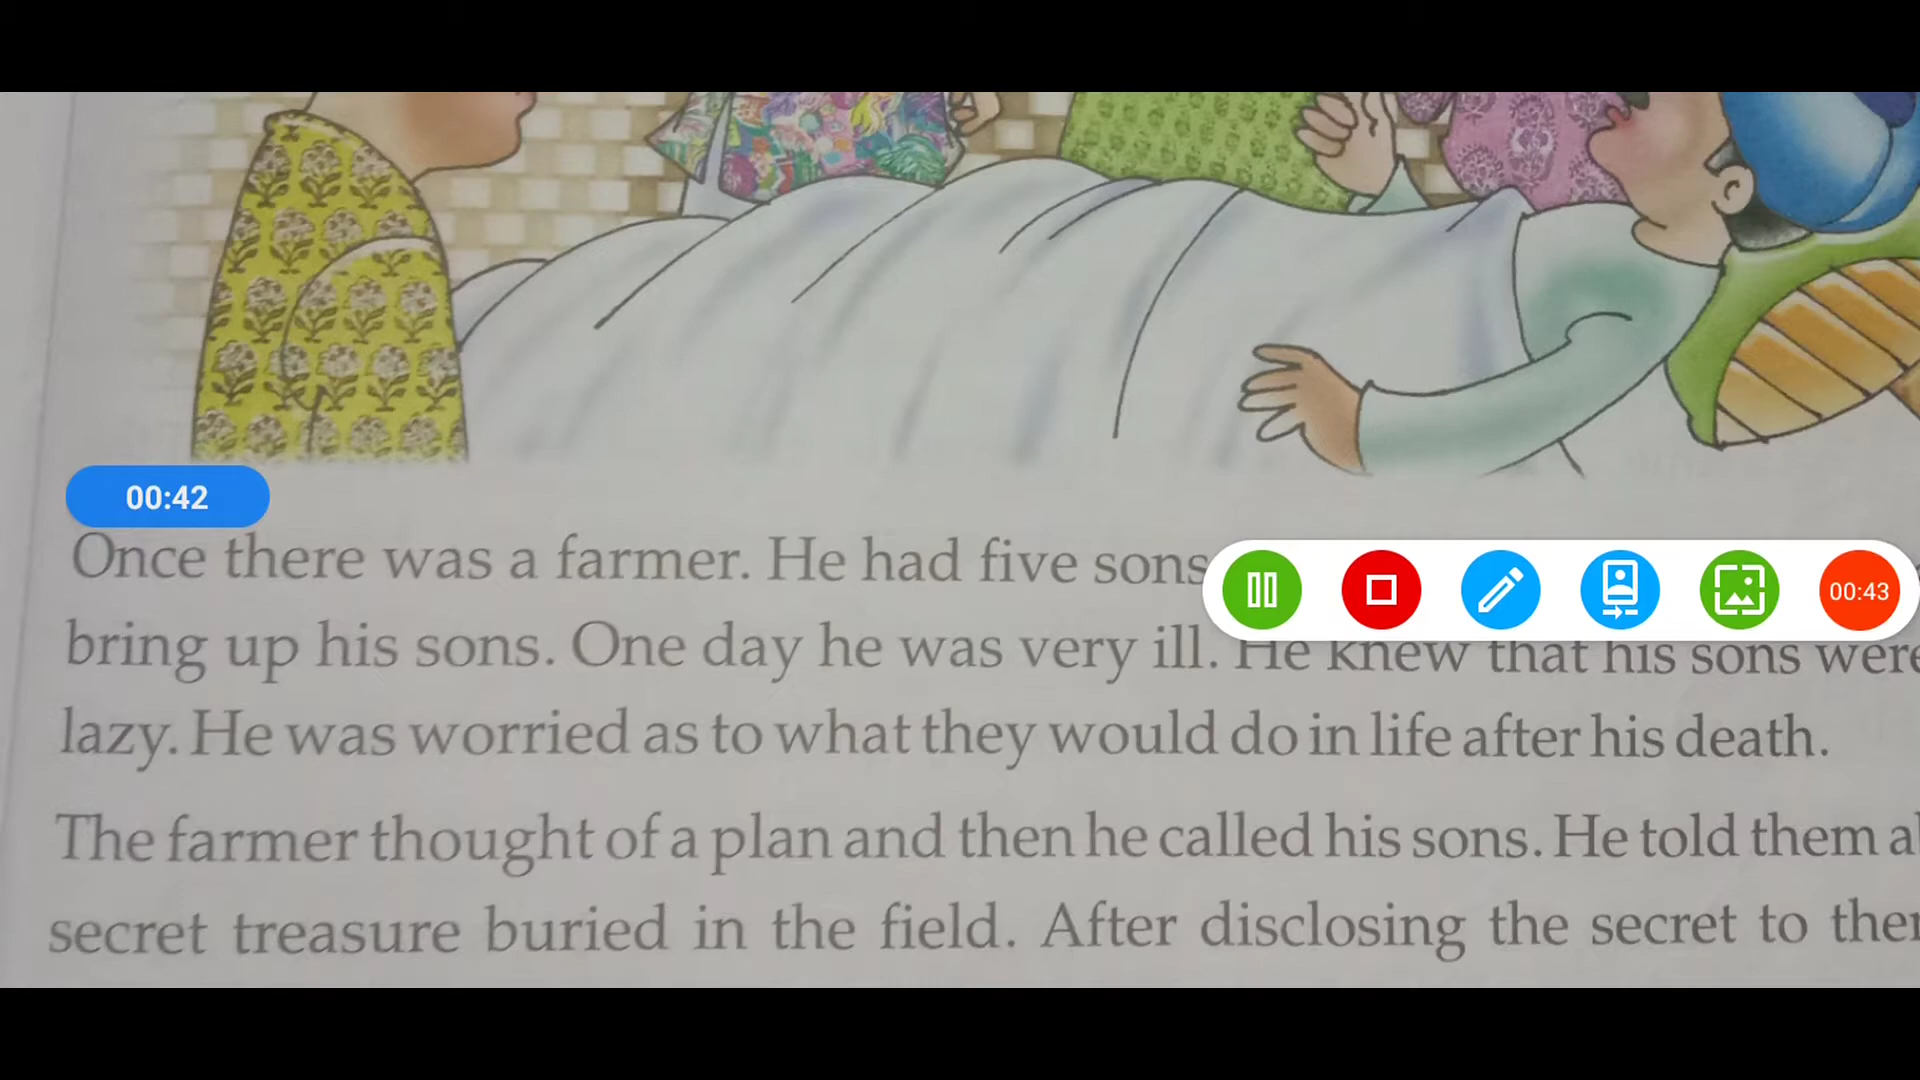 00:42
Once there was a farmer. He had five sons
00:43
bring up his sons. One day he was very ill. He knew that his sons were
lazy. He was worried as to what they would do in life after his death.
The farmer thought of a plan and then he called his sons. He told them
secret treasure buried in the field. After disclosing the secret to